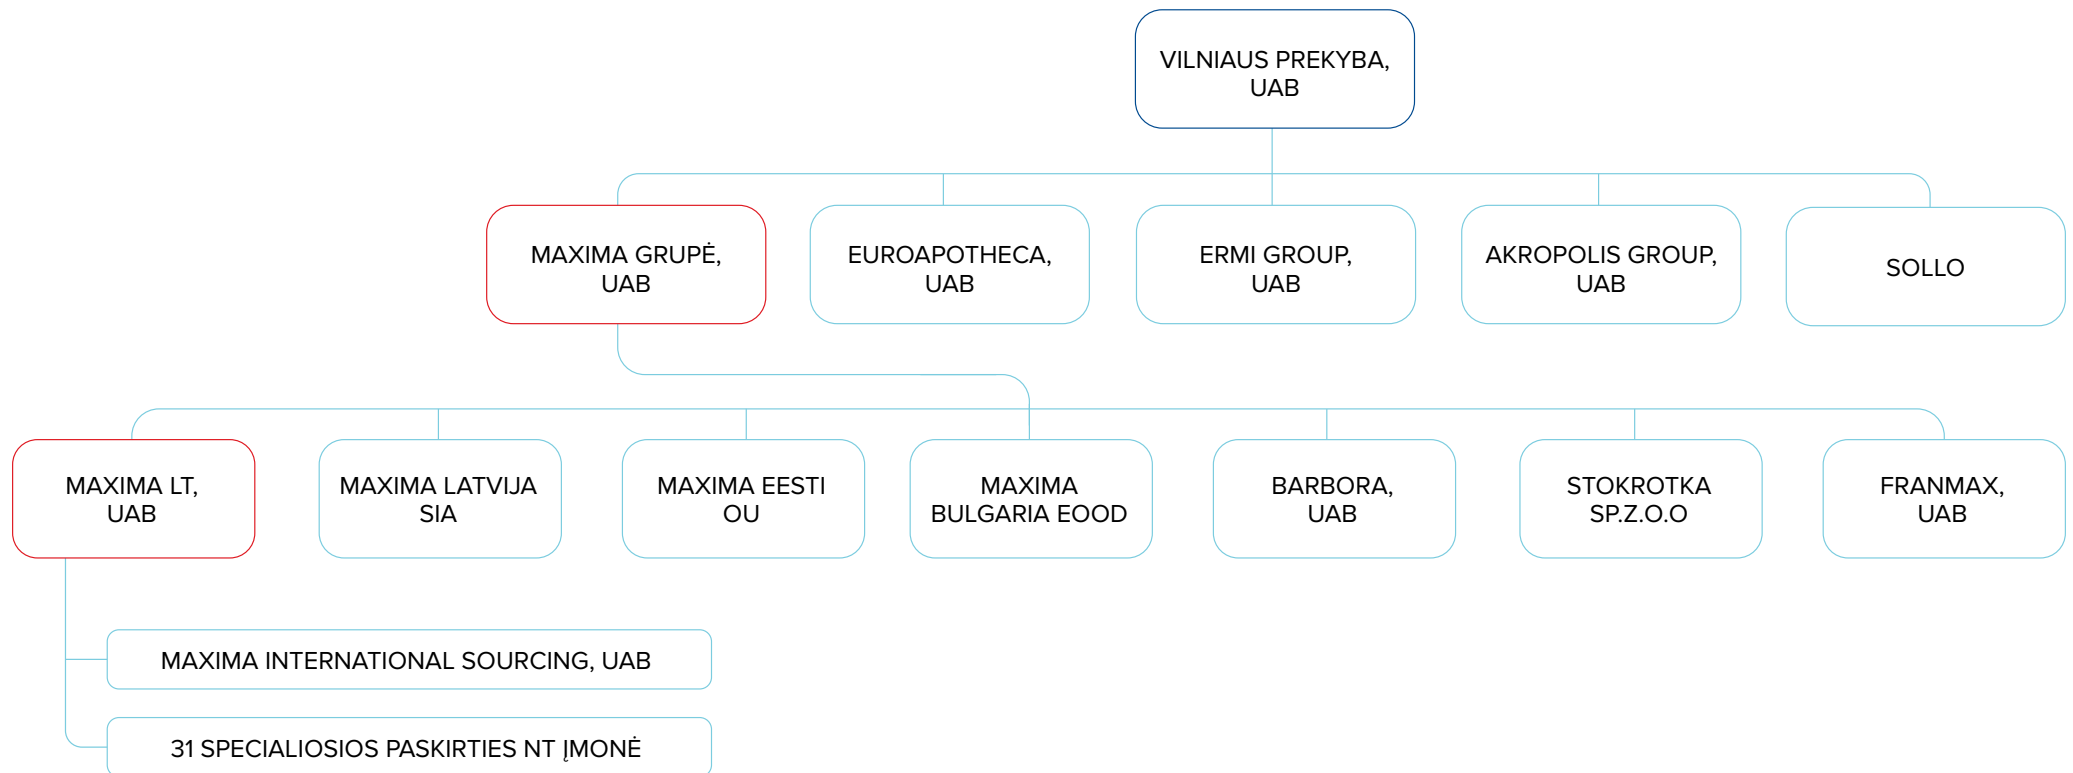 VILNIAUS PREKYBA,
UAB
MAXIMA GRUPĖ,
UAB
EUROAPOTHECA,
UAB
ERMI GROUP,
UAB
AKROPOLIS GROUP,
UAB
SOLLO
MAXIMA LT,
UAB
MAXIMA LATVIJA
SIA
MAXIMA EESTI
OU
MAXIMA
BULGARIA EOOD
BARBORA,
UAB
STOKROTKA
SP.Z.O.O
FRANMAX,
UAB
MAXIMA INTERNATIONAL SOURCING, UAB
31 SPECIALIOSIOS PASKIRTIES NT ĮMONĖ